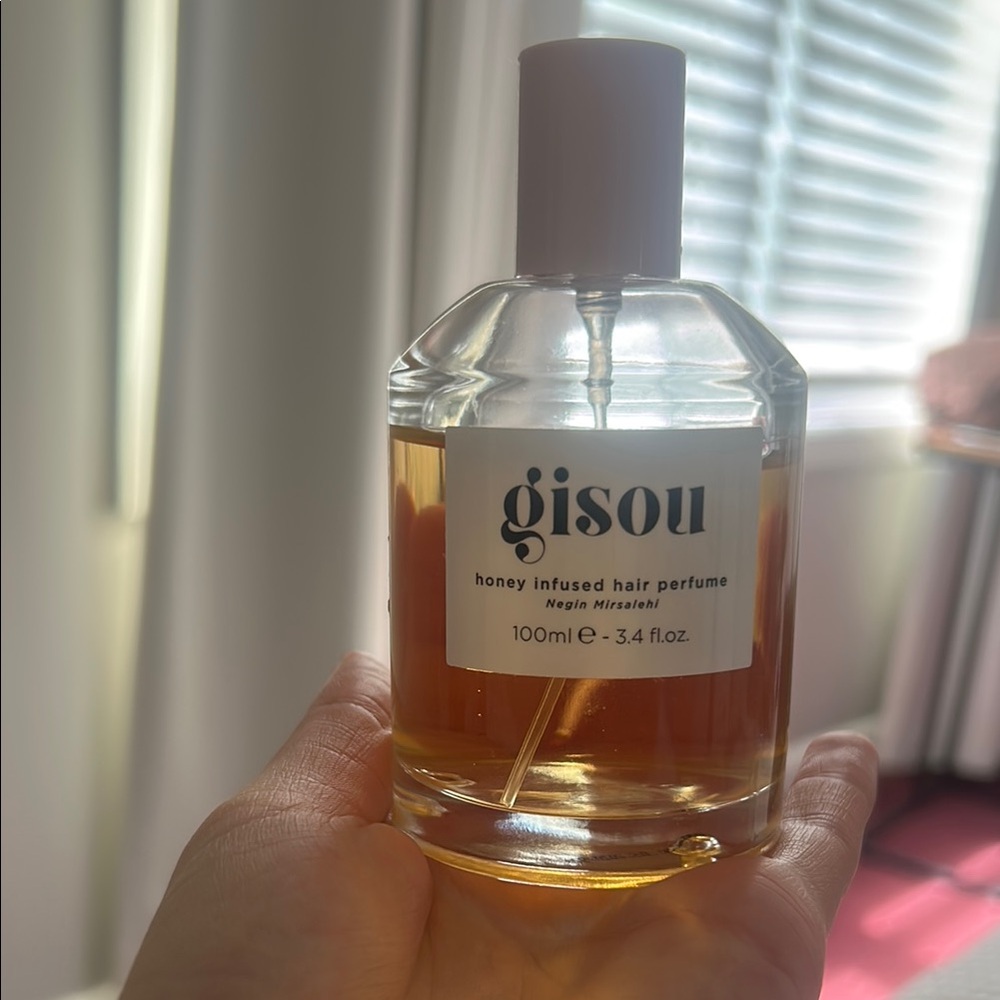 gisou
honey infused hair perfume
Negin Mirsalehi
100ml ℮ - 3.4 fl.oz.